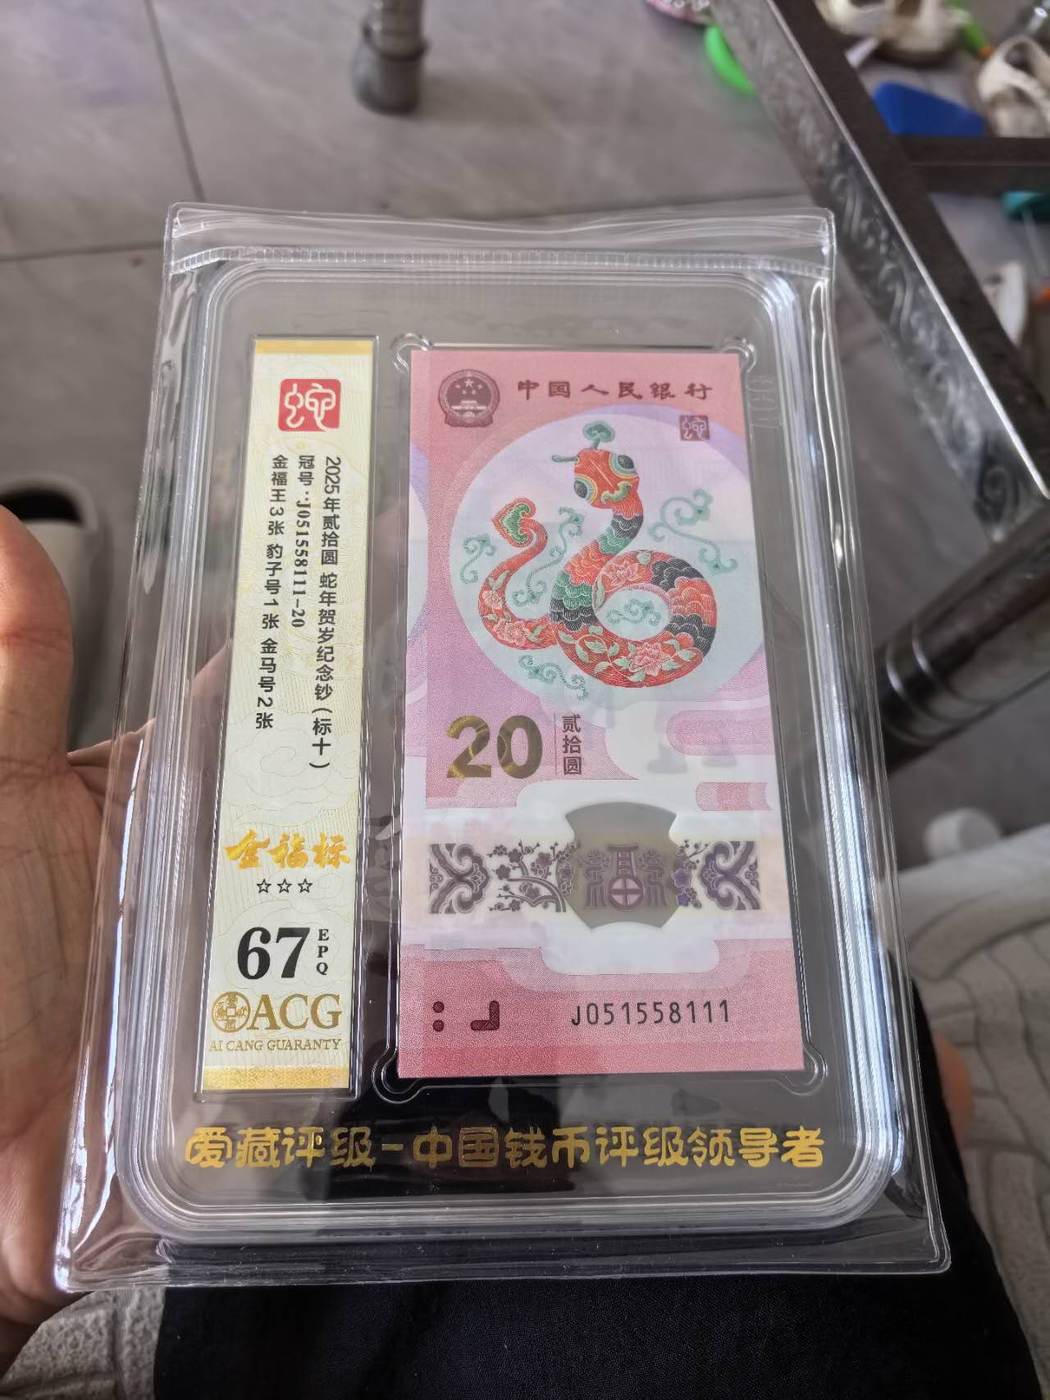 蛇
2025年贰拾圆 蛇年贺岁纪念钞(标十)
冠号:J051558111-20
金福王3张 豹子号1张 金马号2张
金福标
☆☆☆
67
EPQ
ACG
AI CANG GUARANTY
中国人民银行
蛇
20
贰拾圆
福
J051558111
爱藏评级-中国钱币评级领导者